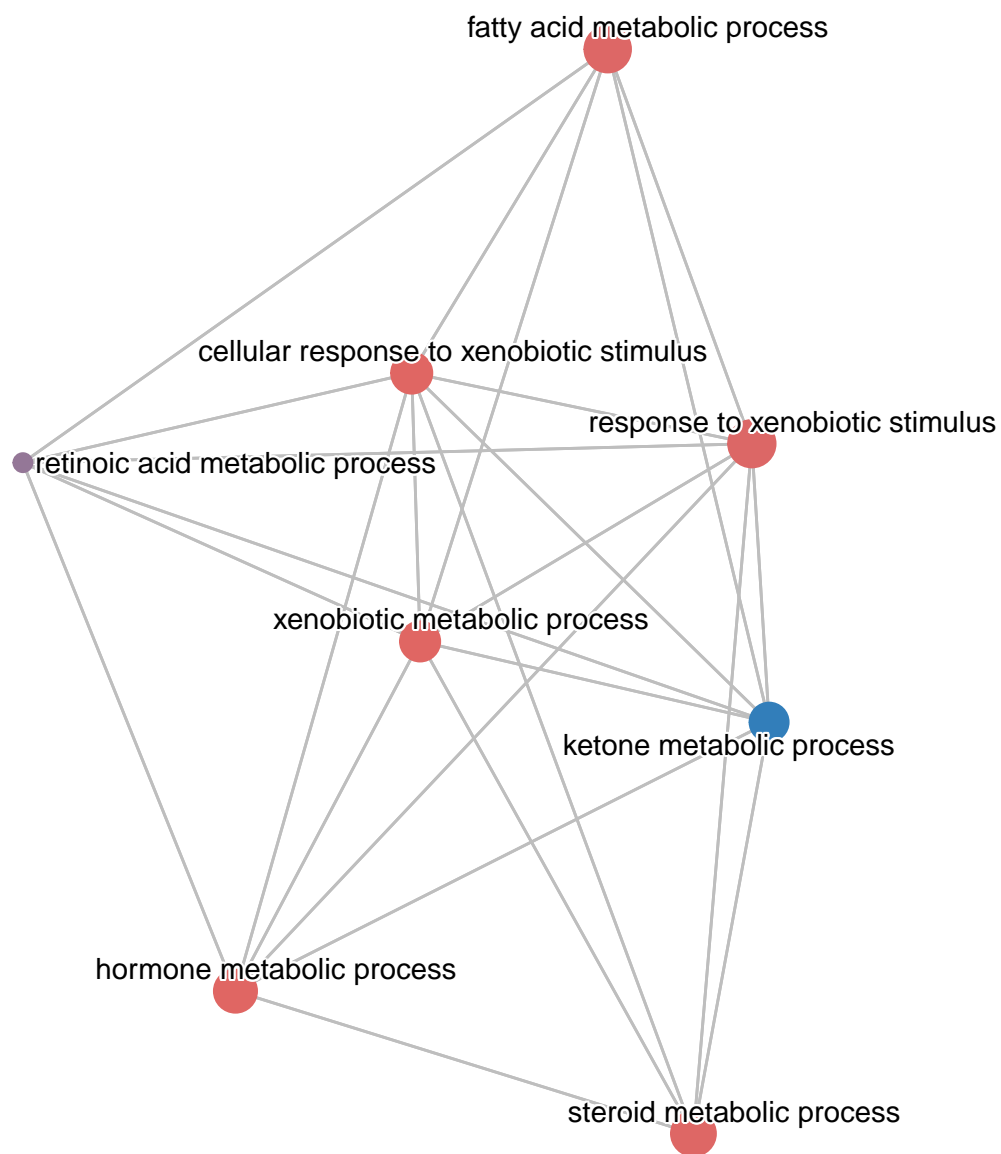 fatty acid metabolic process
cellular response to xenobiotic stimulus
response to xenobiotic stimulus
retinoic acid metabolic process
xenobiotic metabolic process
ketone metabolic process
hormone metabolic process
steroid metabolic process